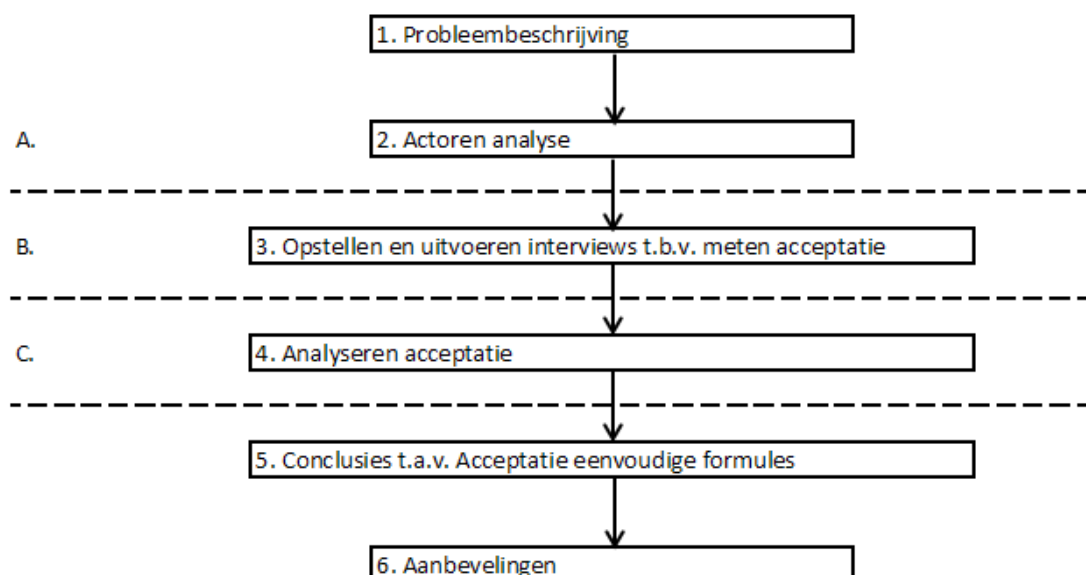 1. Probleembeschrijving
A.
2. Actoren analyse
B.
3. Opstellen en uitvoeren interviews t.b.v. meten acceptatie
C.
4. Analyseren acceptatie
5. Conclusies t.a.v. Acceptatie eenvoudige formules
6. Aanbevelingen